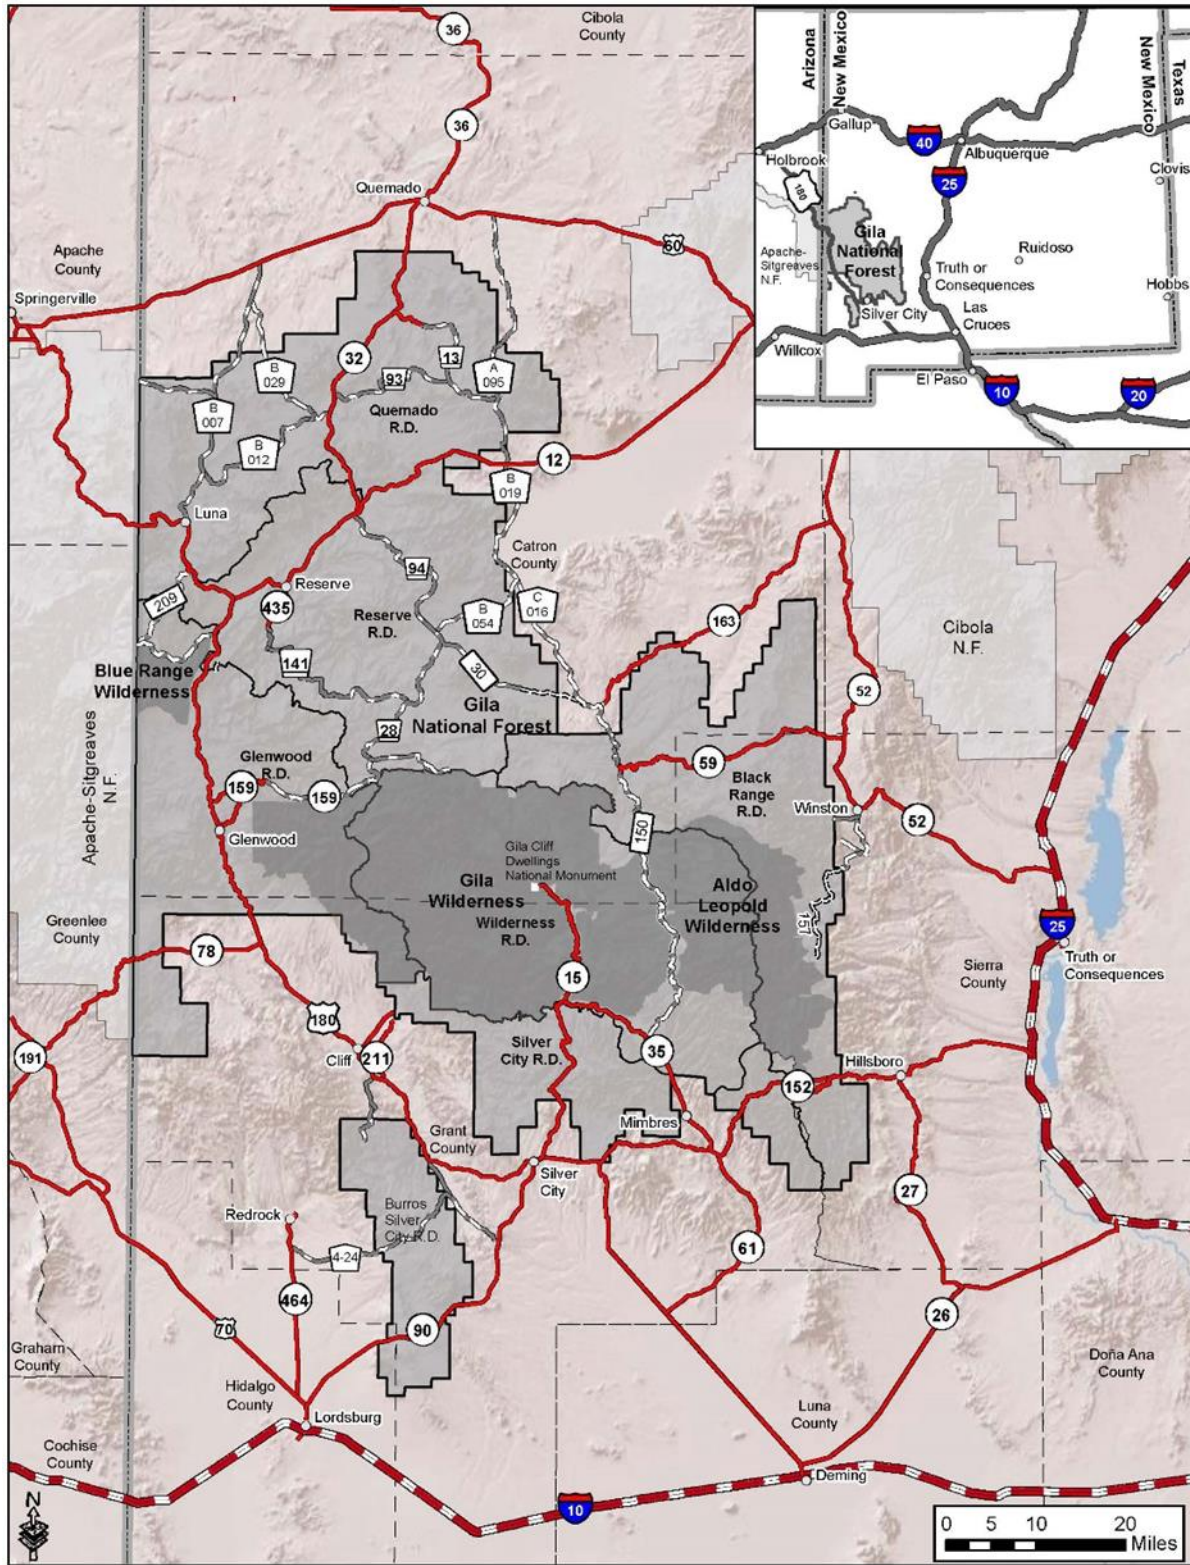 36
Cibola
County
36
Quemado
60
Apache
County
Springerville
32
13
B
029
93
A
095
B
007
Quemado
R.D.
B
012
12
B
019
Luna
Catron
County
94
Reserve
209
435
Reserve
R.D.
B
054
C
016
163
Cibola
N.F.
Blue Range
Wilderness
141
30
52
Gila
National Forest
28
Apache-Sitgreaves
N.F.
Glenwood
R.D.
159
159
59
Black
Range
R.D.
Winston
52
Glenwood
150
Gila Cliff
Dwellings
National Monument
Gila
Wilderness
Wilderness
R.D.
Aldo
Leopold
Wilderness
157
Greenlee
County
78
25
Truth or
Consequences
15
Sierra
County
180
Cliff
211
191
Silver
City R.D.
35
Hillsboro
152
Mimbres
Grant
County
Silver
City
27
Redrock
Burros
Silver
City R.D.
4-24
61
464
90
26
70
Graham
County
Hidalgo
County
Doña Ana
County
Lordsburg
Luna
County
Cochise
County
Deming
10
N
0 5 10 20
Miles
Arizona
New Mexico
New Mexico
Texas
Gallup
40
Albuquerque
Holbrook
180
25
Clovis
Gila
National
Forest
Apache-
Sitgreaves
N.F.
Ruidoso
Truth or
Consequences
Hobbs
Silver City
Las
Cruces
Willcox
El Paso
10
20